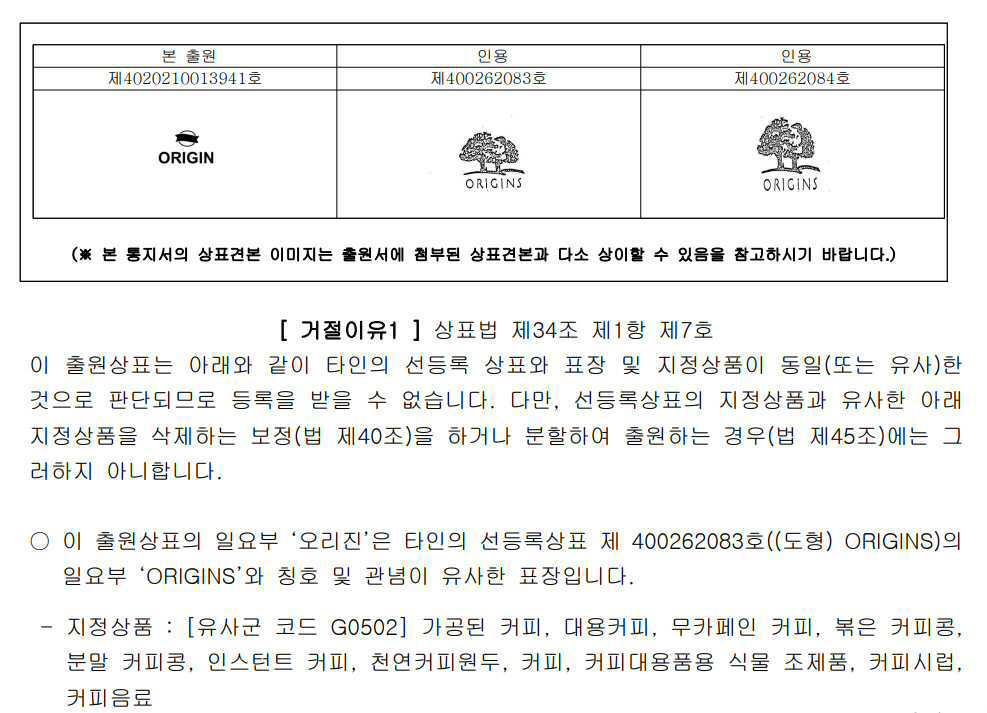 본 출원 인용 인용
제4020210013941호 제400262083호 제400262084호
ORIGIN ORIGINS ORIGINS
(※ 본 통지서의 상표견본 이미지는 출원서에 첨부된 상표견본과 다소 상이할 수 있음을 참고하시기 바랍니다.)
[ 거절이유1 ] 상표법 제34조 제1항 제7호
이 출원상표는 아래와 같이 타인의 선등록 상표와 표장 및 지정상품이 동일(또는 유사)한
것으로 판단되므로 등록을 받을 수 없습니다. 다만, 선등록상표의 지정상품과 유사한 아래
지정상품을 삭제하는 보정(법 제40조)을 하거나 분할하여 출원하는 경우(법 제45조)에는 그
러하지 아니합니다.
○ 이 출원상표의 일요부 ‘오리진’은 타인의 선등록상표 제 400262083호((도형) ORIGINS)의
일요부 ‘ORIGINS’와 칭호 및 관념이 유사한 표장입니다.
- 지정상품 : [유사군 코드 G0502] 가공된 커피, 대용커피, 무카페인 커피, 볶은 커피콩,
분말 커피콩, 인스턴트 커피, 천연커피원두, 커피, 커피대용품용 식물 조제품, 커피시럽,
커피음료